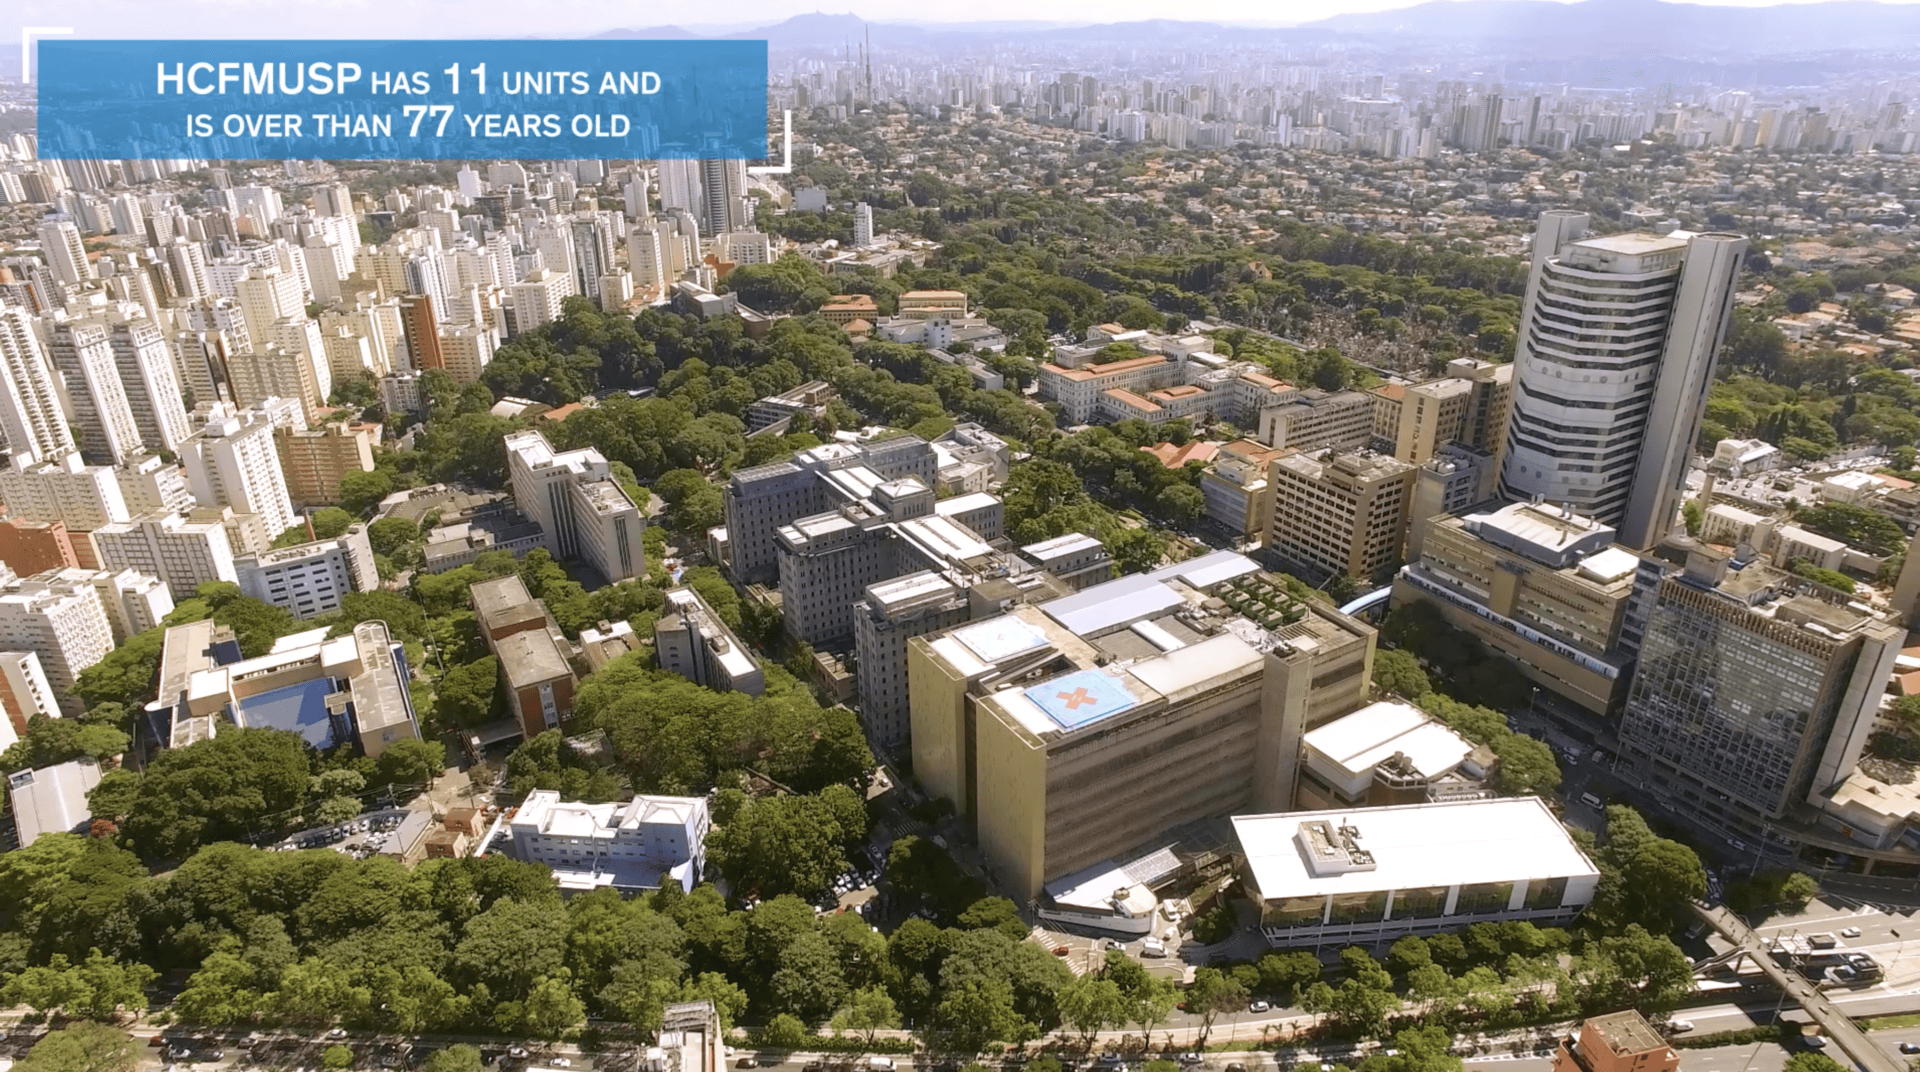 HCFMUSP HAS 11 UNITS AND
IS OVER THAN 77 YEARS OLD